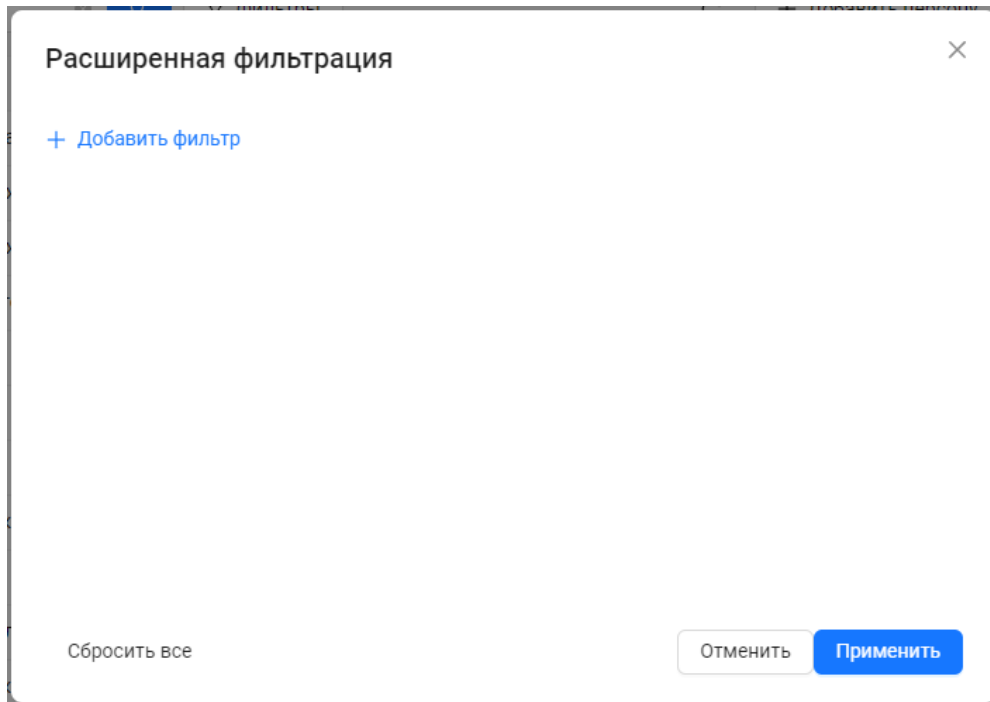 Расширенная фильтрация
+ Добавить фильтр
Сбросить все
Отменить
Применить